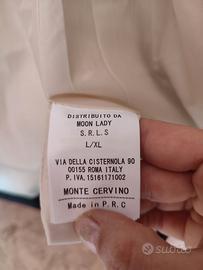 DISTRIBUITO DA
MOON LADY
S.R.L.S
L/XL
VIA DELLA CISTERNOLA 90
00155 ROMA ITALY
P.IVA.15161171002
MONTE CERVINO
Made in P.R.C
subito